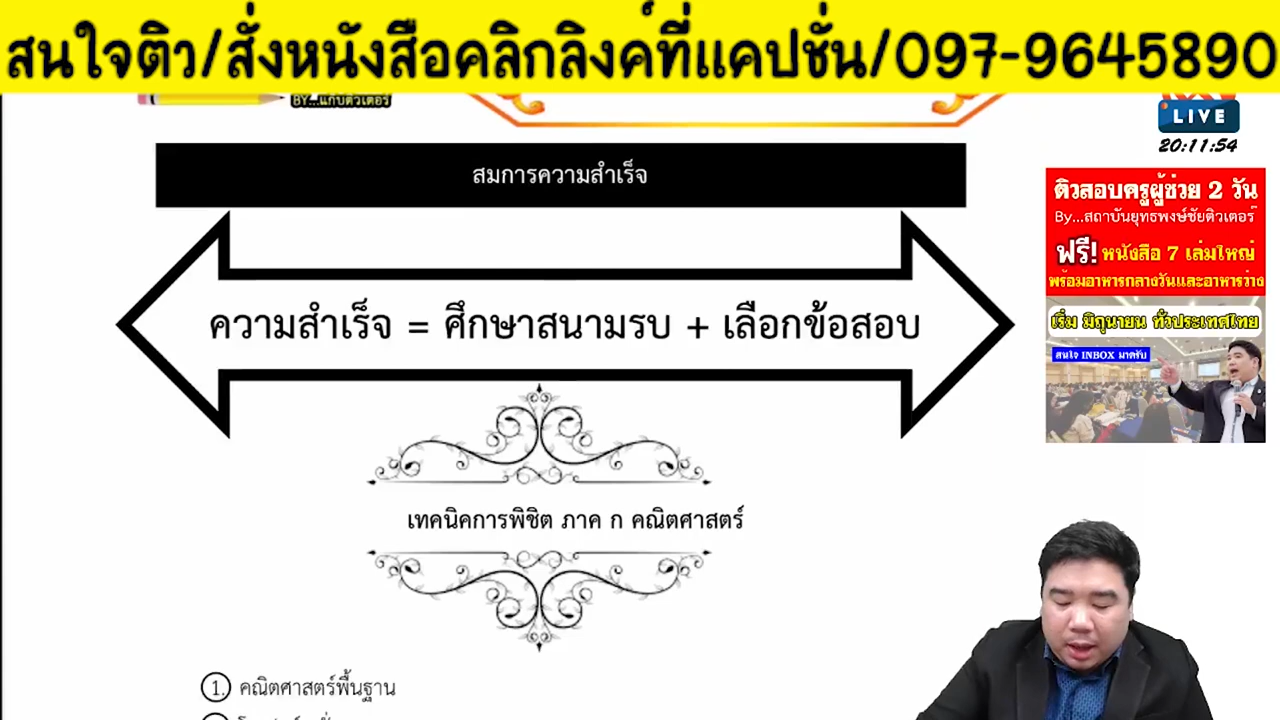 สนใจติว/สั่งหนังสือคลิกลิงค์ที่แคปชั่น/097-9645890
BY...แก๊บติวเตอร์
LIVE
20:11:54
สมการความสำเร็จ
ความสำเร็จ = ศึกษาสนามรบ + เลือกข้อสอบ
ติวสอบครูผู้ช่วย 2 วัน
By...สถาบันยุทธพงษ์ชัยติวเตอร์
ฟรี! หนังสือ 7 เล่มใหญ่
พร้อมอาหารกลางวันและอาหารว่าง
เริ่ม มิถุนายน ทั่วประเทศไทย
สนใจ INBOX มาครับ
เทคนิคการพิชิต ภาค ก คณิตศาสตร์
1. คณิตศาสตร์พื้นฐาน